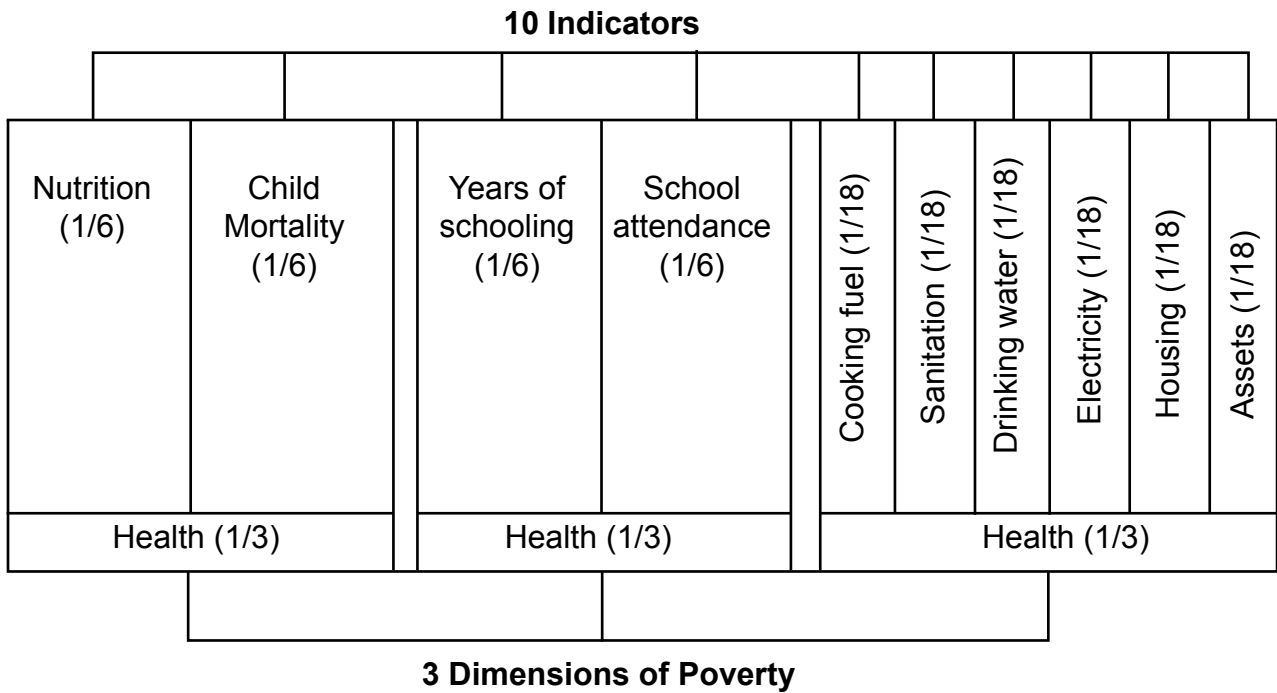 10 Indicators
Nutrition
(1/6)
Child
Mortality
(1/6)
Years of
schooling
(1/6)
School
attendance
(1/6)
Cooking fuel (1/18)
Sanitation (1/18)
Drinking water (1/18)
Electricity (1/18)
Housing (1/18)
Assets (1/18)
Health (1/3)
Health (1/3)
Health (1/3)
3 Dimensions of Poverty